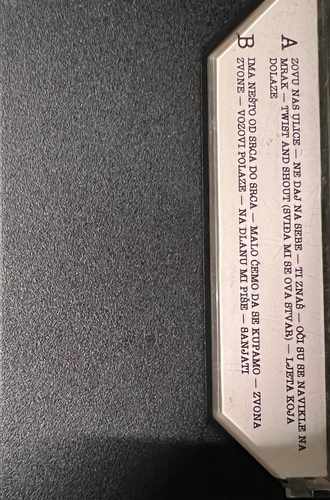 A
ZOVU NAS ULICE — NE DAJ NA SEBE — TI ZNAŠ — OČI SU SE NAVIKLE NA
MRAK — TWIST AND SHOUT (SVIĐA MI SE OVA STVAR) — LJETA KOJA
DOLAZE
B
IMA NEŠTO OD SRCA DO SRCA — MALO ĆEMO DA SE KUPAMO — ZVONA
ZVONE — VOZOVI POLAZE — NA DLANU MI PIŠE — SANJATI